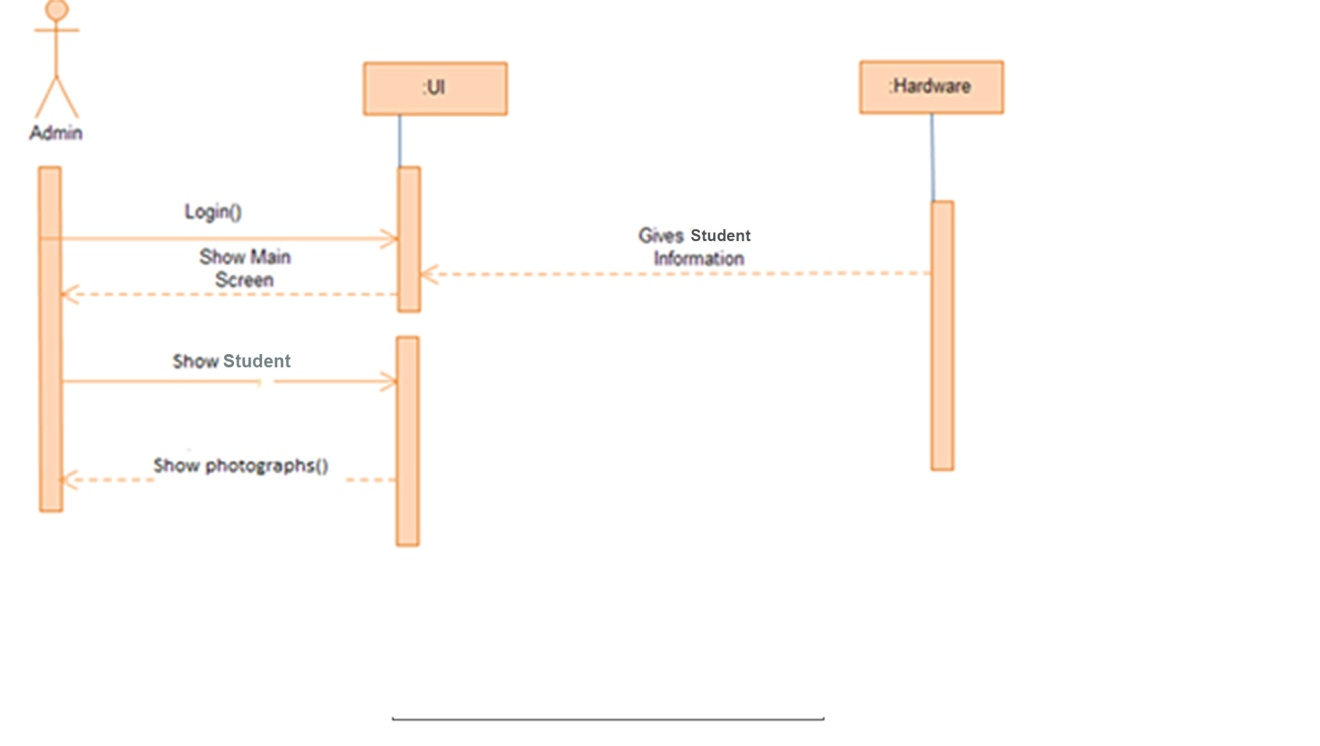 :UI
:Hardware
Admin
Login()
Gives Student
Information
Show Main
Screen
Show Student
Show photographs()